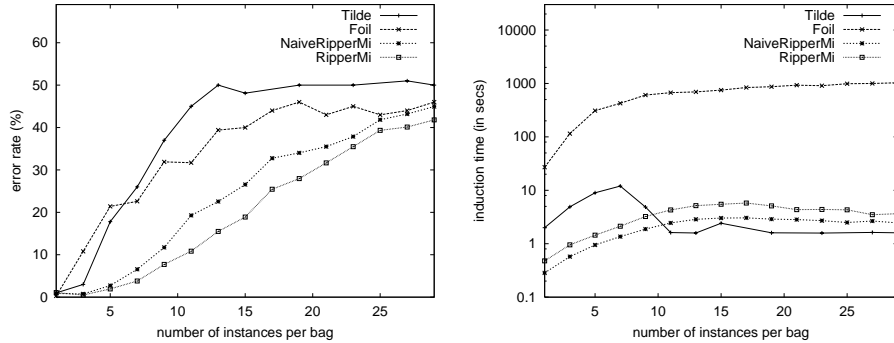 Tilde
Foil
NaiveRipperMi
RipperMi
60
50
40
30
20
10
0
5 10 15 20 25
error rate (%)
number of instances per bag
Tilde
Foil
NaiveRipperMi
RipperMi
10000
1000
100
10
1
0.1
5 10 15 20 25
induction time (in secs)
number of instances per bag